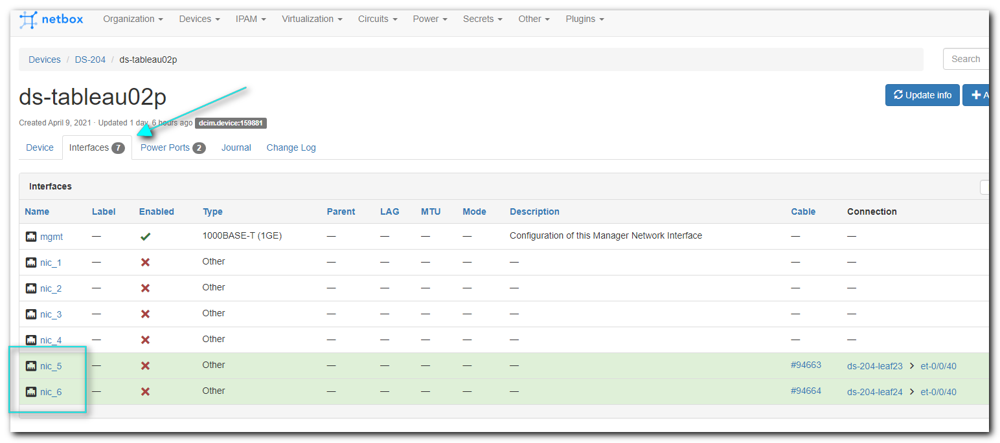 netbox Organization Devices IPAM Virtualization Circuits Power Secrets Other Plugins
Devices / DS-204 / ds-tableau02p Search
ds-tableau02p Update info
Created April 9, 2021 · Updated 1 day, 6 hours ago dcim.device:159881
Device Interfaces 7 Power Ports 2 Journal Change Log
Interfaces
Name Label Enabled Type Parent LAG MTU Mode Description Cable Connection
mgmt — 1000BASE-T (1GE) — — — — Configuration of this Manager Network Interface — —
nic_1 — Other — — — — — — —
nic_2 — Other — — — — — — —
nic_3 — Other — — — — — — —
nic_4 — Other — — — — — — —
nic_5 — Other — — — — — #94663 ds-204-leaf23 > et-0/0/40
nic_6 — Other — — — — — #94664 ds-204-leaf24 > et-0/0/40